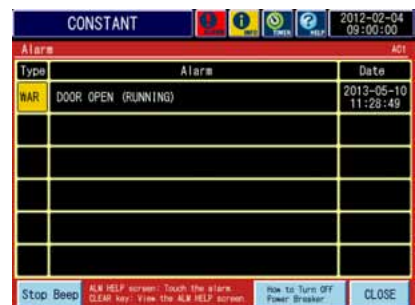 CONSTANT
INFO
TIMER
HELP
2012-02-04
09:00:00
Alarm
A01
Type
Alarm
Date
WAR
DOOR OPEN (RUNNING)
2013-05-10
11:28:49
Stop Beep
ALM HELP screen: Touch the alarm.
CLEAR key: View the ALM HELP screen.
How to Turn OFF
Power Breaker
CLOSE